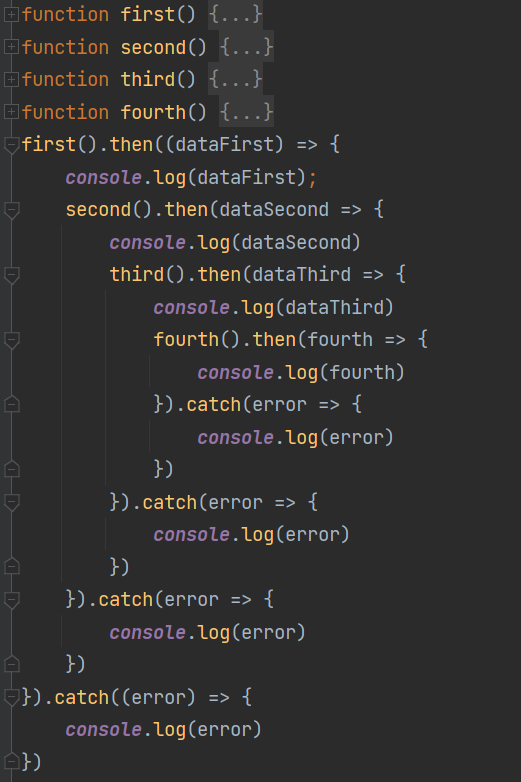 function first() {...}
function second() {...}
function third() {...}
function fourth() {...}
first().then((dataFirst) => {
    console.log(dataFirst);
    second().then(dataSecond => {
        console.log(dataSecond)
        third().then(dataThird => {
            console.log(dataThird)
            fourth().then(fourth => {
                console.log(fourth)
            }).catch(error => {
                console.log(error)
            })
        }).catch(error => {
            console.log(error)
        })
    }).catch(error => {
        console.log(error)
    })
}).catch((error) => {
    console.log(error)
})